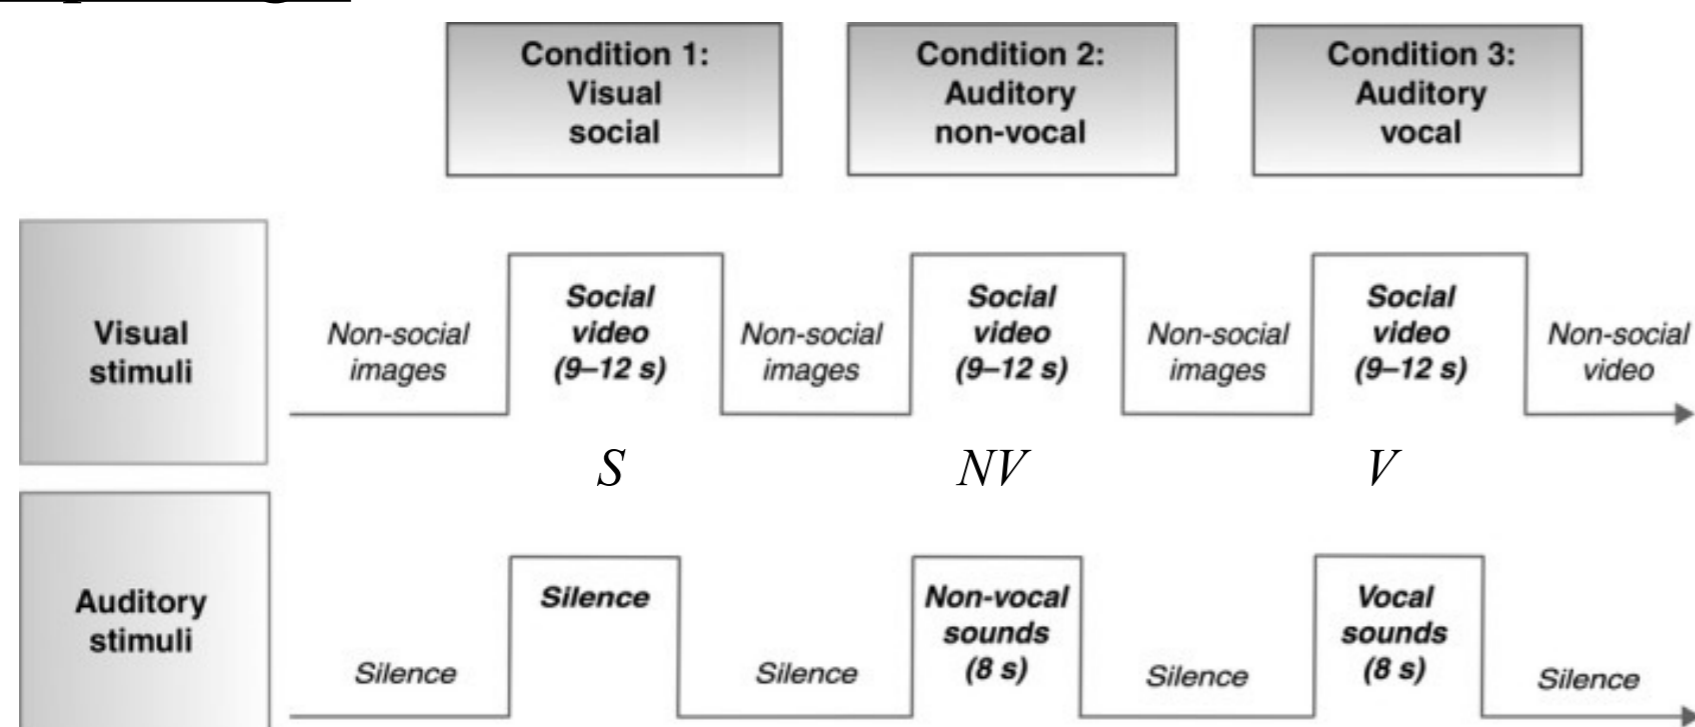 Condition 1:
Visual
social
Condition 2:
Auditory
non-vocal
Condition 3:
Auditory
vocal
Visual
stimuli
Non-social
images
Social
video
(9–12 s)
Non-social
images
Social
video
(9–12 s)
Non-social
images
Social
video
(9–12 s)
Non-social
video
S
NV
V
Auditory
stimuli
Silence
Silence
Silence
Non-vocal
sounds
(8 s)
Silence
Vocal
sounds
(8 s)
Silence